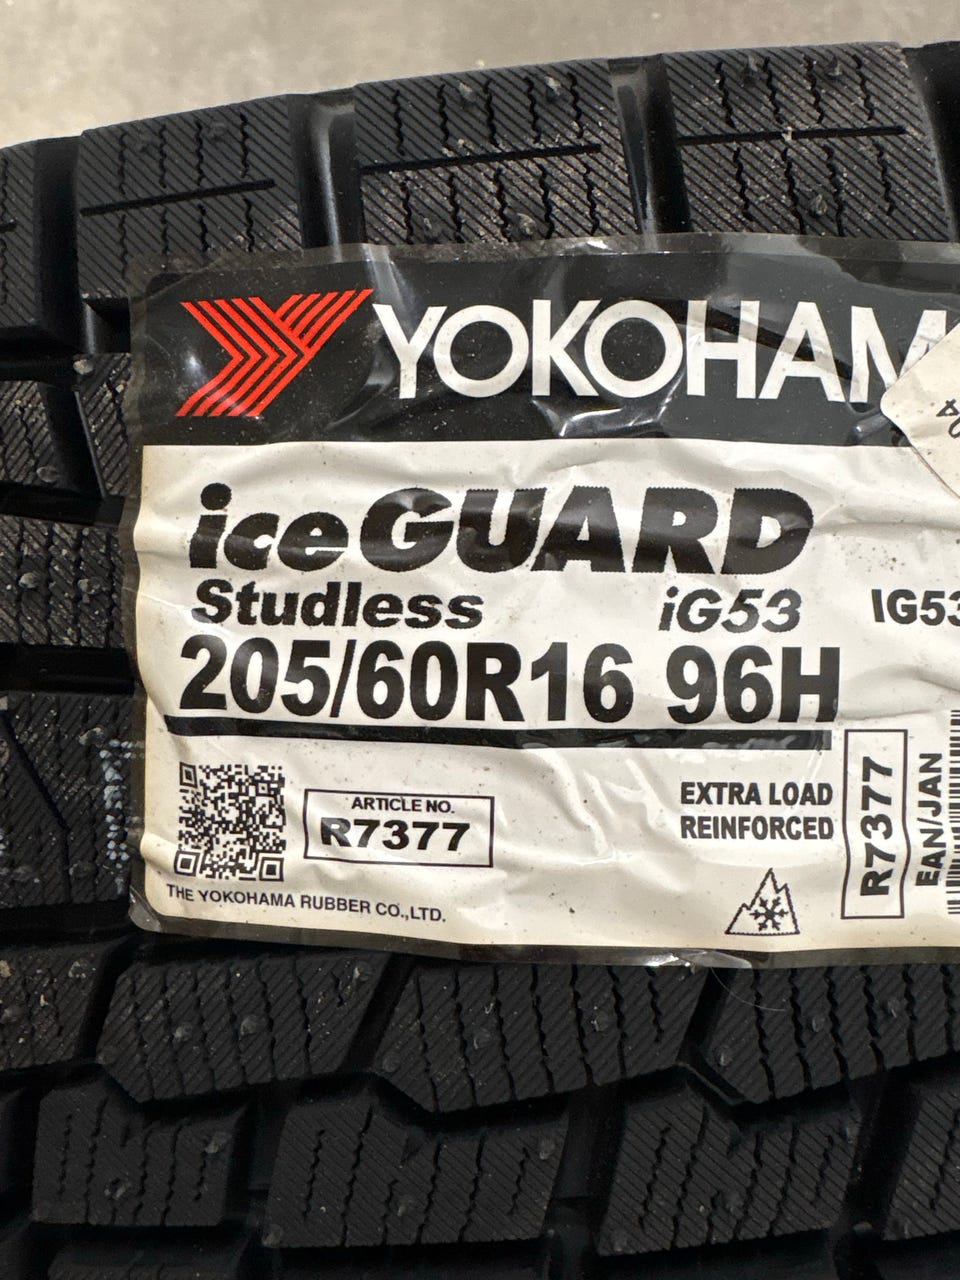 YOKOHAM
iceGUARD
Studless iG53
IG53
205/60R16 96H
ARTICLE NO.
R7377
EXTRA LOAD
REINFORCED
R7377
EAN/JAN
THE YOKOHAMA RUBBER CO.,LTD.